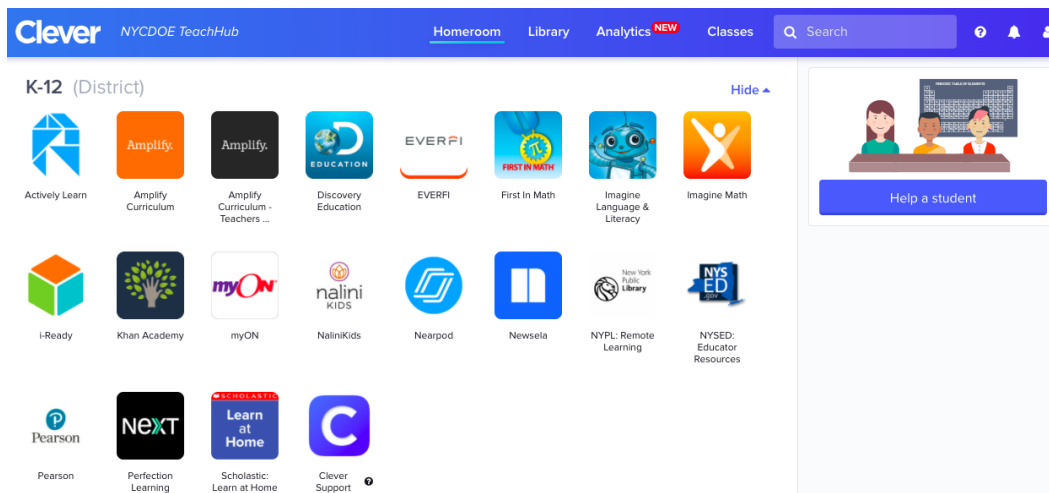 Clever NYCDOE TeachHub Homeroom Library Analytics NEW Classes Search
K-12 (District) Hide
PERIODIC TABLE OF ELEMENTS
Amplify. Amplify. EDUCATION EVERFI π FIRST IN MATH
Actively Learn
Amplify
Curriculum
Amplify
Curriculum -
Teachers ...
Discovery
Education
EVERFI
First In Math
Imagine
Language &
Literacy
Imagine Math
Help a student
myON
nalini
KIDS
New York
Public
Library
NYS
ED
.gov
i-Ready
Khan Academy
myON
NaliniKids
Nearpod
Newsela
NYPL: Remote
Learning
NYSED:
Educator
Resources
Pearson
NEXT
SCHOLASTIC
Learn
at
Home
C
Pearson
Perfection
Learning
Scholastic:
Learn at Home
Clever
Support